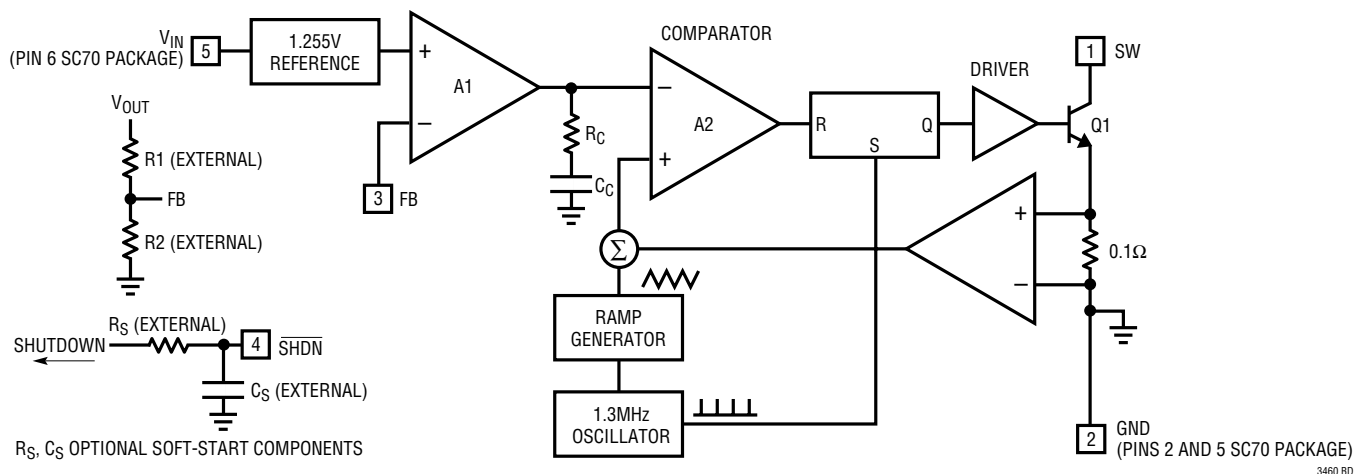 V_IN
(PIN 6 SC70 PACKAGE)
5
1.255V
REFERENCE
+
−
A1
3
FB
V_OUT
R1 (EXTERNAL)
FB
R2 (EXTERNAL)
R_C
C_C
COMPARATOR
−
+
A2
R
Q
S
DRIVER
1
SW
Q1
+
−
0.1Ω
Σ
RAMP
GENERATOR
1.3MHz
OSCILLATOR
R_S (EXTERNAL)
SHUTDOWN
4
S̅H̅D̅N̅
C_S (EXTERNAL)
2
GND
(PINS 2 AND 5 SC70 PACKAGE)
R_S, C_S OPTIONAL SOFT-START COMPONENTS
3460 BD